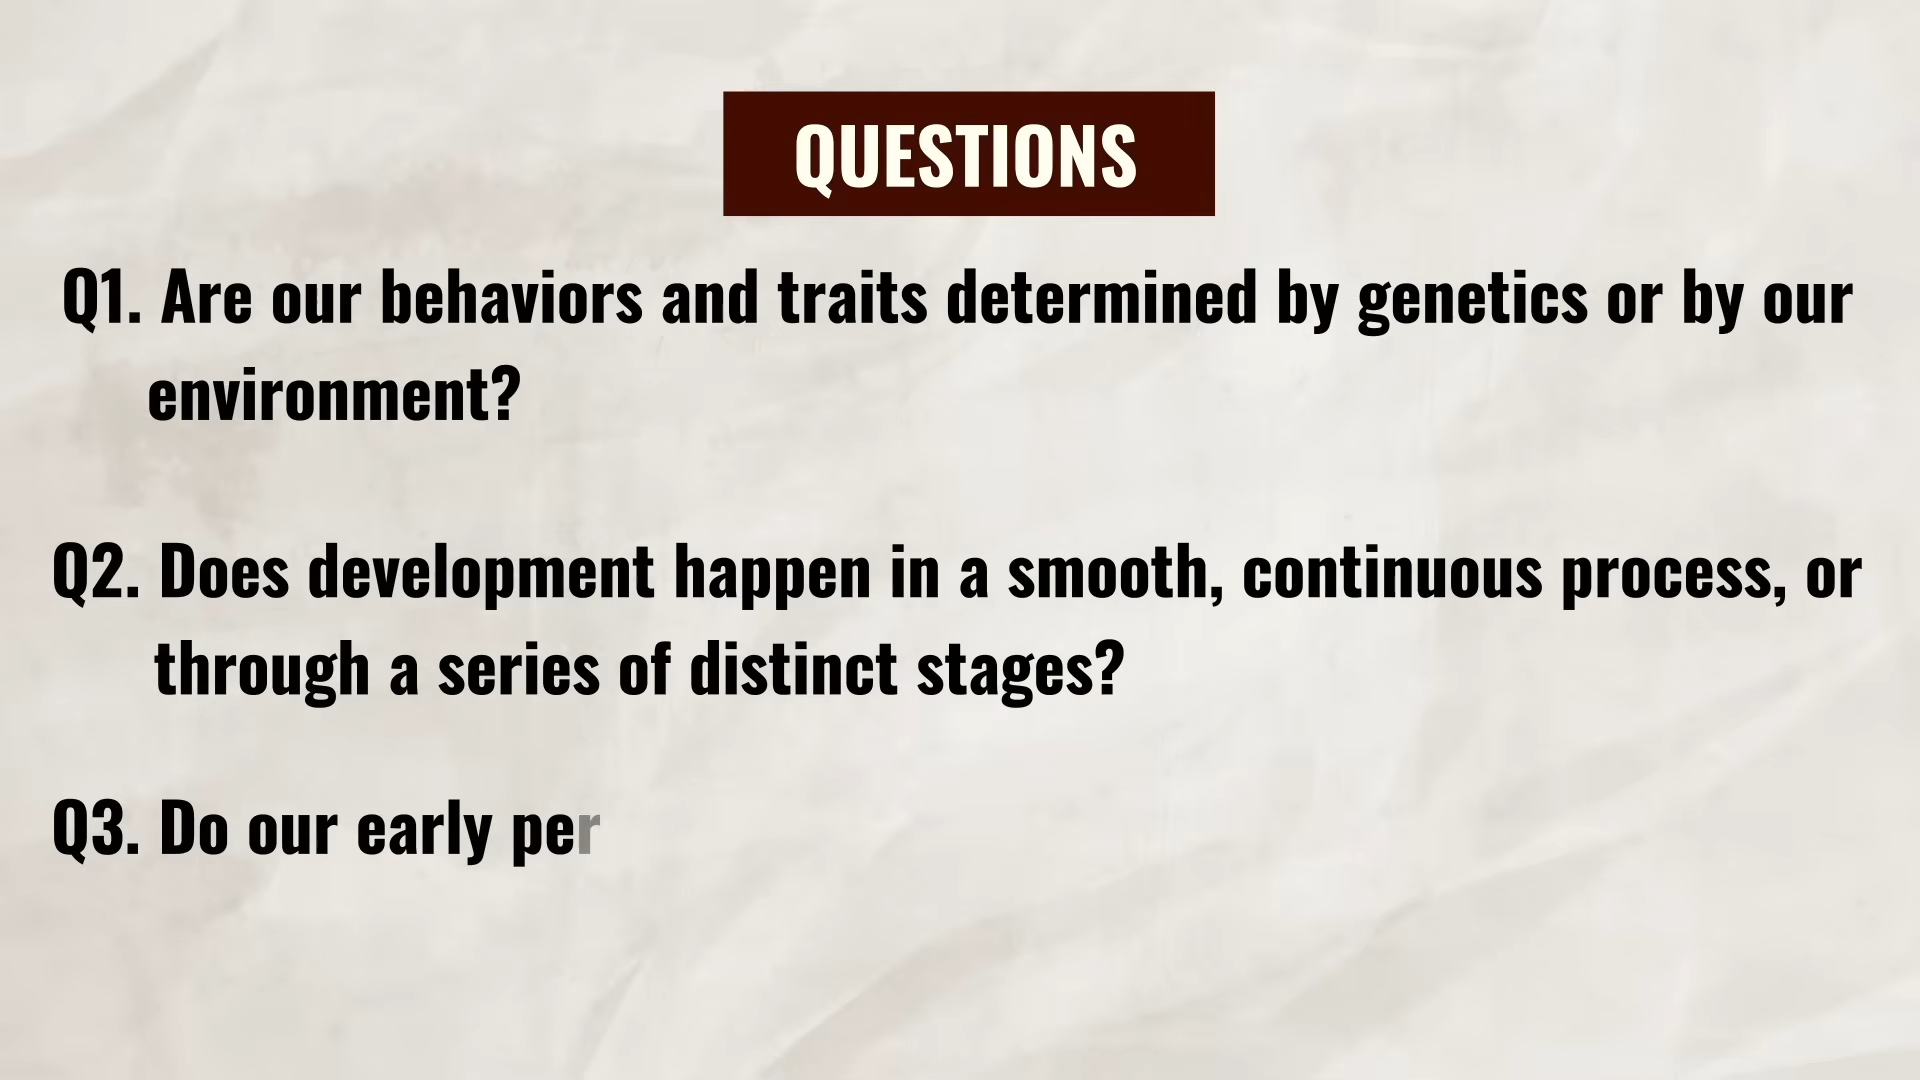 QUESTIONS
Q1. Are our behaviors and traits determined by genetics or by our
environment?
Q2. Does development happen in a smooth, continuous process, or
through a series of distinct stages?
Q3. Do our early per